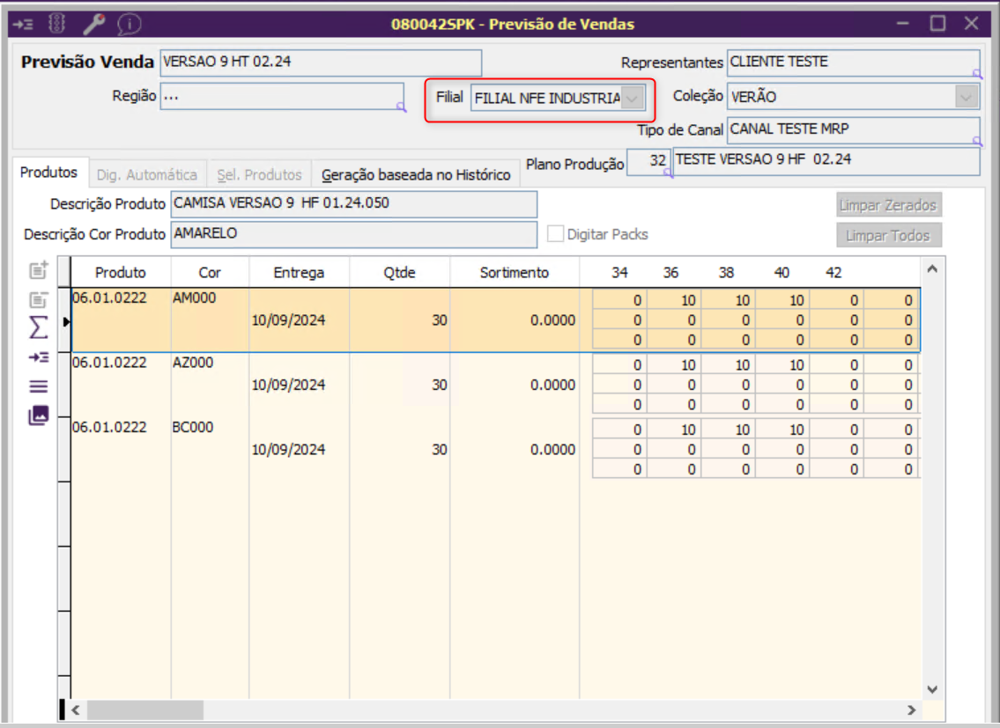 080042SPK - Previsão de Vendas
Previsão Venda VERSAO 9 HT 02.24 Representantes CLIENTE TESTE
Região ... Filial FILIAL NFE INDUSTRIA Coleção VERÃO
Tipo de Canal CANAL TESTE MRP
Produtos Dig. Automática Sel. Produtos Geração baseada no Histórico Plano Produção 32 TESTE VERSAO 9 HF 02.24
Descrição Produto CAMISA VERSAO 9 HF 01.24.050 Limpar Zerados
Descrição Cor Produto AMARELO Digitar Packs Limpar Todos
Produto Cor Entrega Qtde Sortimento 34 36 38 40 42
06.01.0222 AM000 0 10 10 10 0 0
10/09/2024 30 0.0000 0 0 0 0 0 0
0 0 0 0 0 0
06.01.0222 AZ000 0 10 10 10 0 0
10/09/2024 30 0.0000 0 0 0 0 0 0
0 0 0 0 0 0
06.01.0222 BC000 0 10 10 10 0 0
10/09/2024 30 0.0000 0 0 0 0 0 0
0 0 0 0 0 0